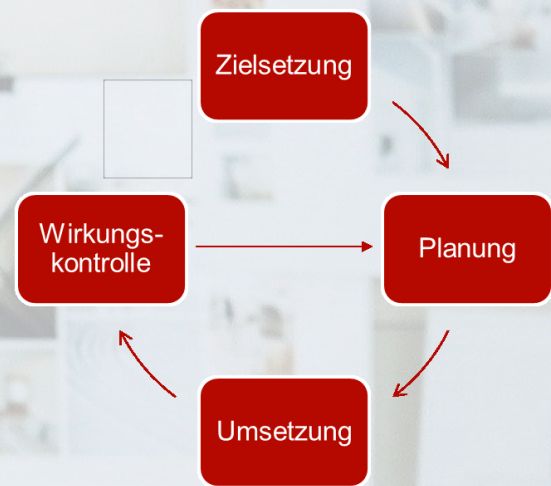 Zielsetzung
Wirkungs-
kontrolle
Planung
Umsetzung